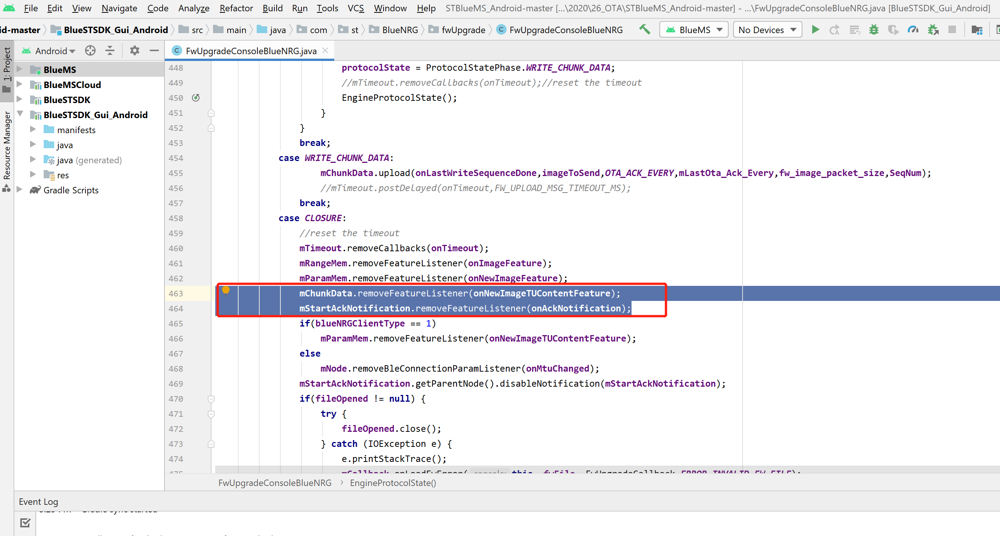 File Edit View Navigate Code Analyze Refactor Build Run Tools VCS Window Help STBlueMS_Android-master [...\2020\26_OTA\STBlueMS_Android-master] - ...\FwUpgradeConsoleBlueNRG.java [BlueSTSDK_Gui_Android]
id-master BlueSTSDK_Gui_Android src main java com st BlueNRG fwUpgrade FwUpgradeConsoleBlueNRG BlueMS No Devices
1: Project
Resource Manager
Android
BlueMS
BlueMSCloud
BlueSTSDK
BlueSTSDK_Gui_Android
manifests
java
java (generated)
res
Gradle Scripts
FwUpgradeConsoleBlueNRG.java
448 protocolState = ProtocolStatePhase.WRITE_CHUNK_DATA;
449 //mTimeout.removeCallbacks(onTimeout);//reset the timeout
450 EngineProtocolState();
451 }
452 }
453 break;
454 case WRITE_CHUNK_DATA:
455 mChunkData.upload(onLastWriteSequenceDone,imageToSend,OTA_ACK_EVERY,mLastOta_Ack_Every,fw_image_packet_size,SeqNum);
456 //mTimeout.postDelayed(onTimeout,FW_UPLOAD_MSG_TIMEOUT_MS);
457 break;
458 case CLOSURE:
459 //reset the timeout
460 mTimeout.removeCallbacks(onTimeout);
461 mRangeMem.removeFeatureListener(onImageFeature);
462 mParamMem.removeFeatureListener(onNewImageFeature);
463 mChunkData.removeFeatureListener(onNewImageTUContentFeature);
464 mStartAckNotification.removeFeatureListener(onAckNotification);
465 if(blueNRGClientType == 1)
466 mParamMem.removeFeatureListener(onNewImageTUContentFeature);
467 else
468 mNode.removeBleConnectionParamListener(onMtuChanged);
469 mStartAckNotification.getParentNode().disableNotification(mStartAckNotification);
470 if(fileOpened != null) {
471 try {
472 fileOpened.close();
473 } catch (IOException e) {
474 e.printStackTrace();
475 mCallback.onLoadFwError( console: this, fwFile, FwUpgradeCallback.ERROR_INVALID_FW_FILE);
FwUpgradeConsoleBlueNRG > EngineProtocolState()
Event Log
Gradle sync started